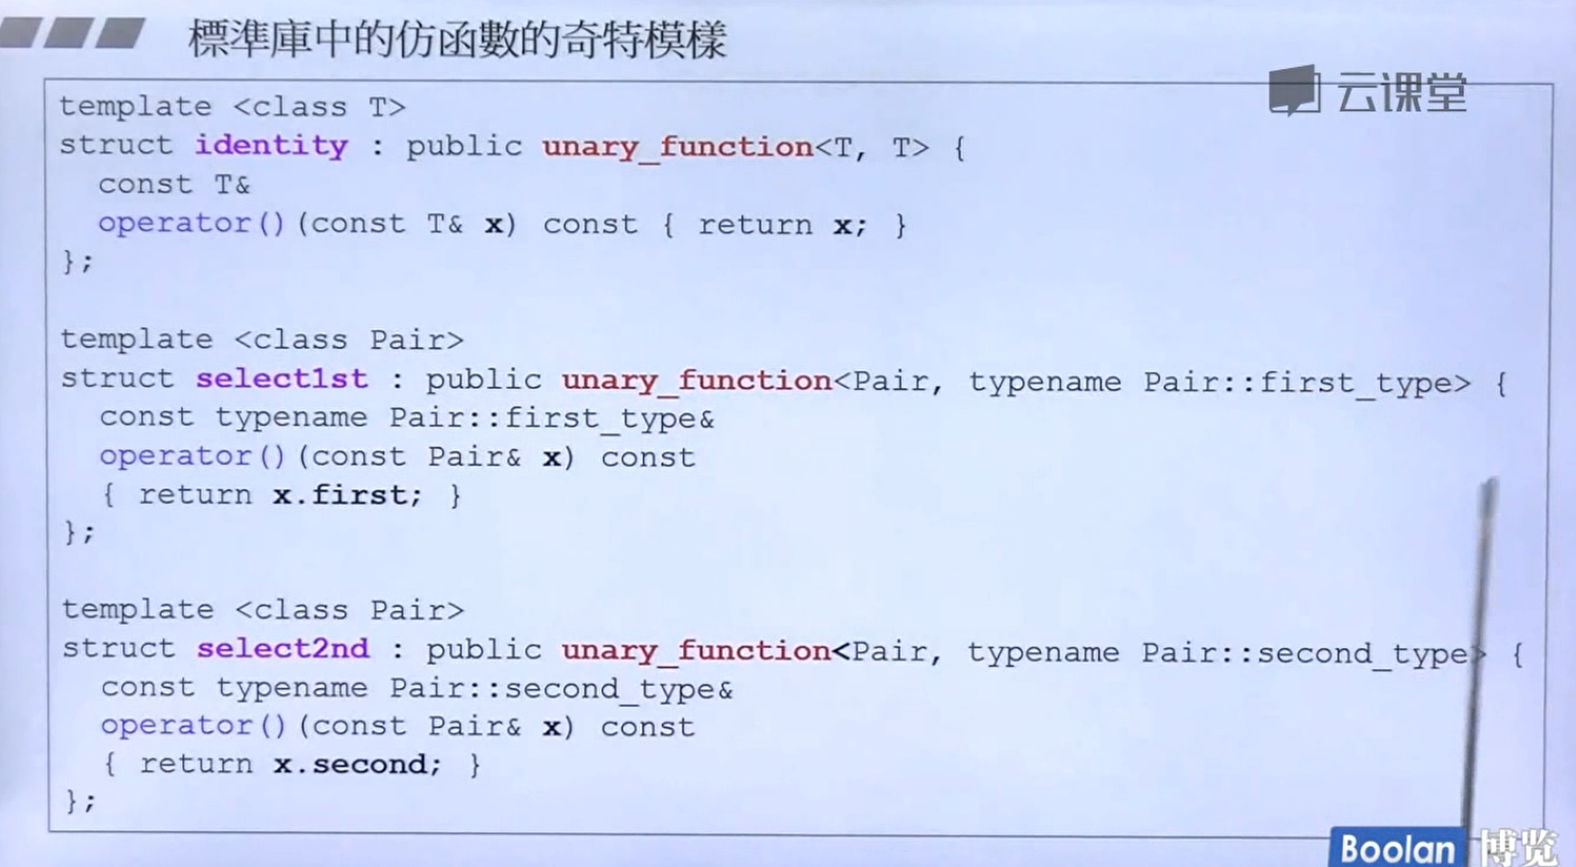 標準庫中的仿函數的奇特模樣
云课堂
template <class T>
struct identity : public unary_function<T, T> {
  const T&
  operator()(const T& x) const { return x; }
};
template <class Pair>
struct select1st : public unary_function<Pair, typename Pair::first_type> {
  const typename Pair::first_type&
  operator()(const Pair& x) const
  { return x.first; }
};
template <class Pair>
struct select2nd : public unary_function<Pair, typename Pair::second_type> {
  const typename Pair::second_type&
  operator()(const Pair& x) const
  { return x.second; }
};
Boolan 博览